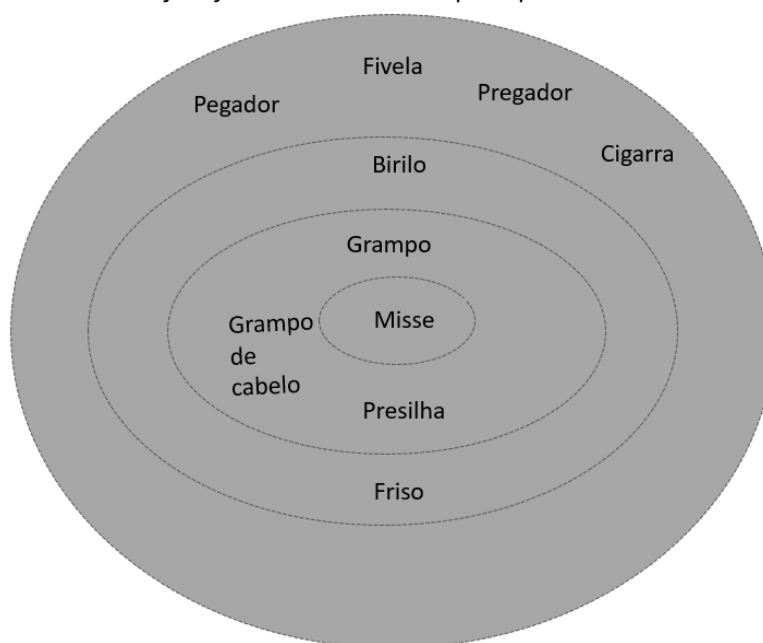 Fivela
Pegador
Pregador
Cigarra
Birilo
Grampo
Misse
Grampo
de
cabelo
Presilha
Friso